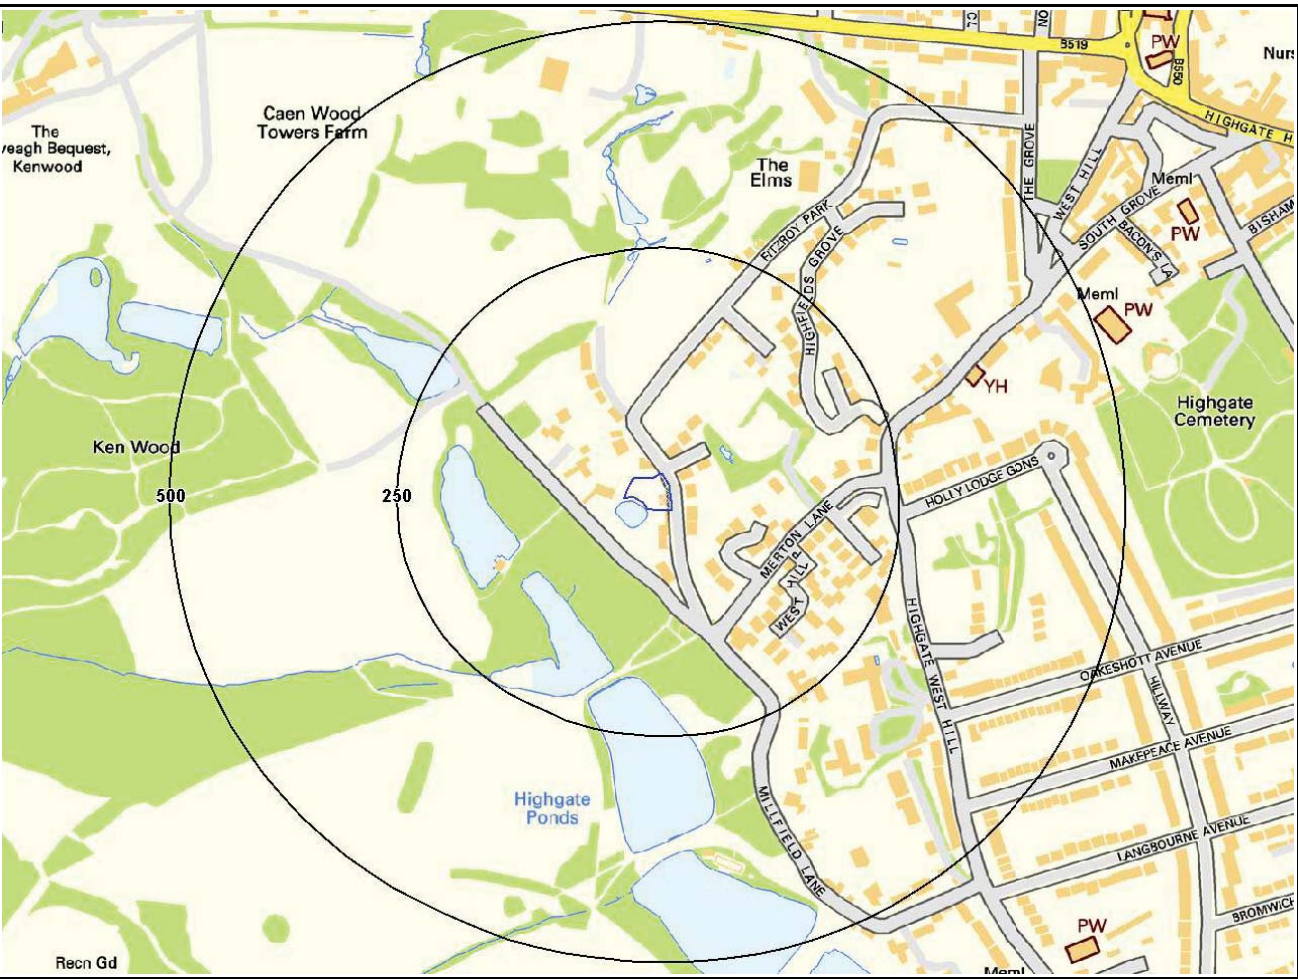 CL
B519
PW
B550
Nurs
HIGHGATE H
Caen Wood
Towers Farm
The
veagh Bequest,
Kenwood
The
Elms
THE GROVE
WEST HILL
Meml
SOUTH GROVE
BACON'S LA
PW
BISHAM
FITZROY PARK
HIGHFIELDS GROVE
Meml
PW
YH
Highgate
Cemetery
Ken Wood
500
250
HOLLY LODGE GDNS
MERTON LANE
WEST HILL P
HIGHGATE WEST HILL
OAKESHOTT AVENUE
HILLWAY
MAKEPEACE AVENUE
Highgate
Ponds
MILLFIELD LANE
LANGBOURNE AVENUE
BROMWICH
PW
Recn Gd
Meml